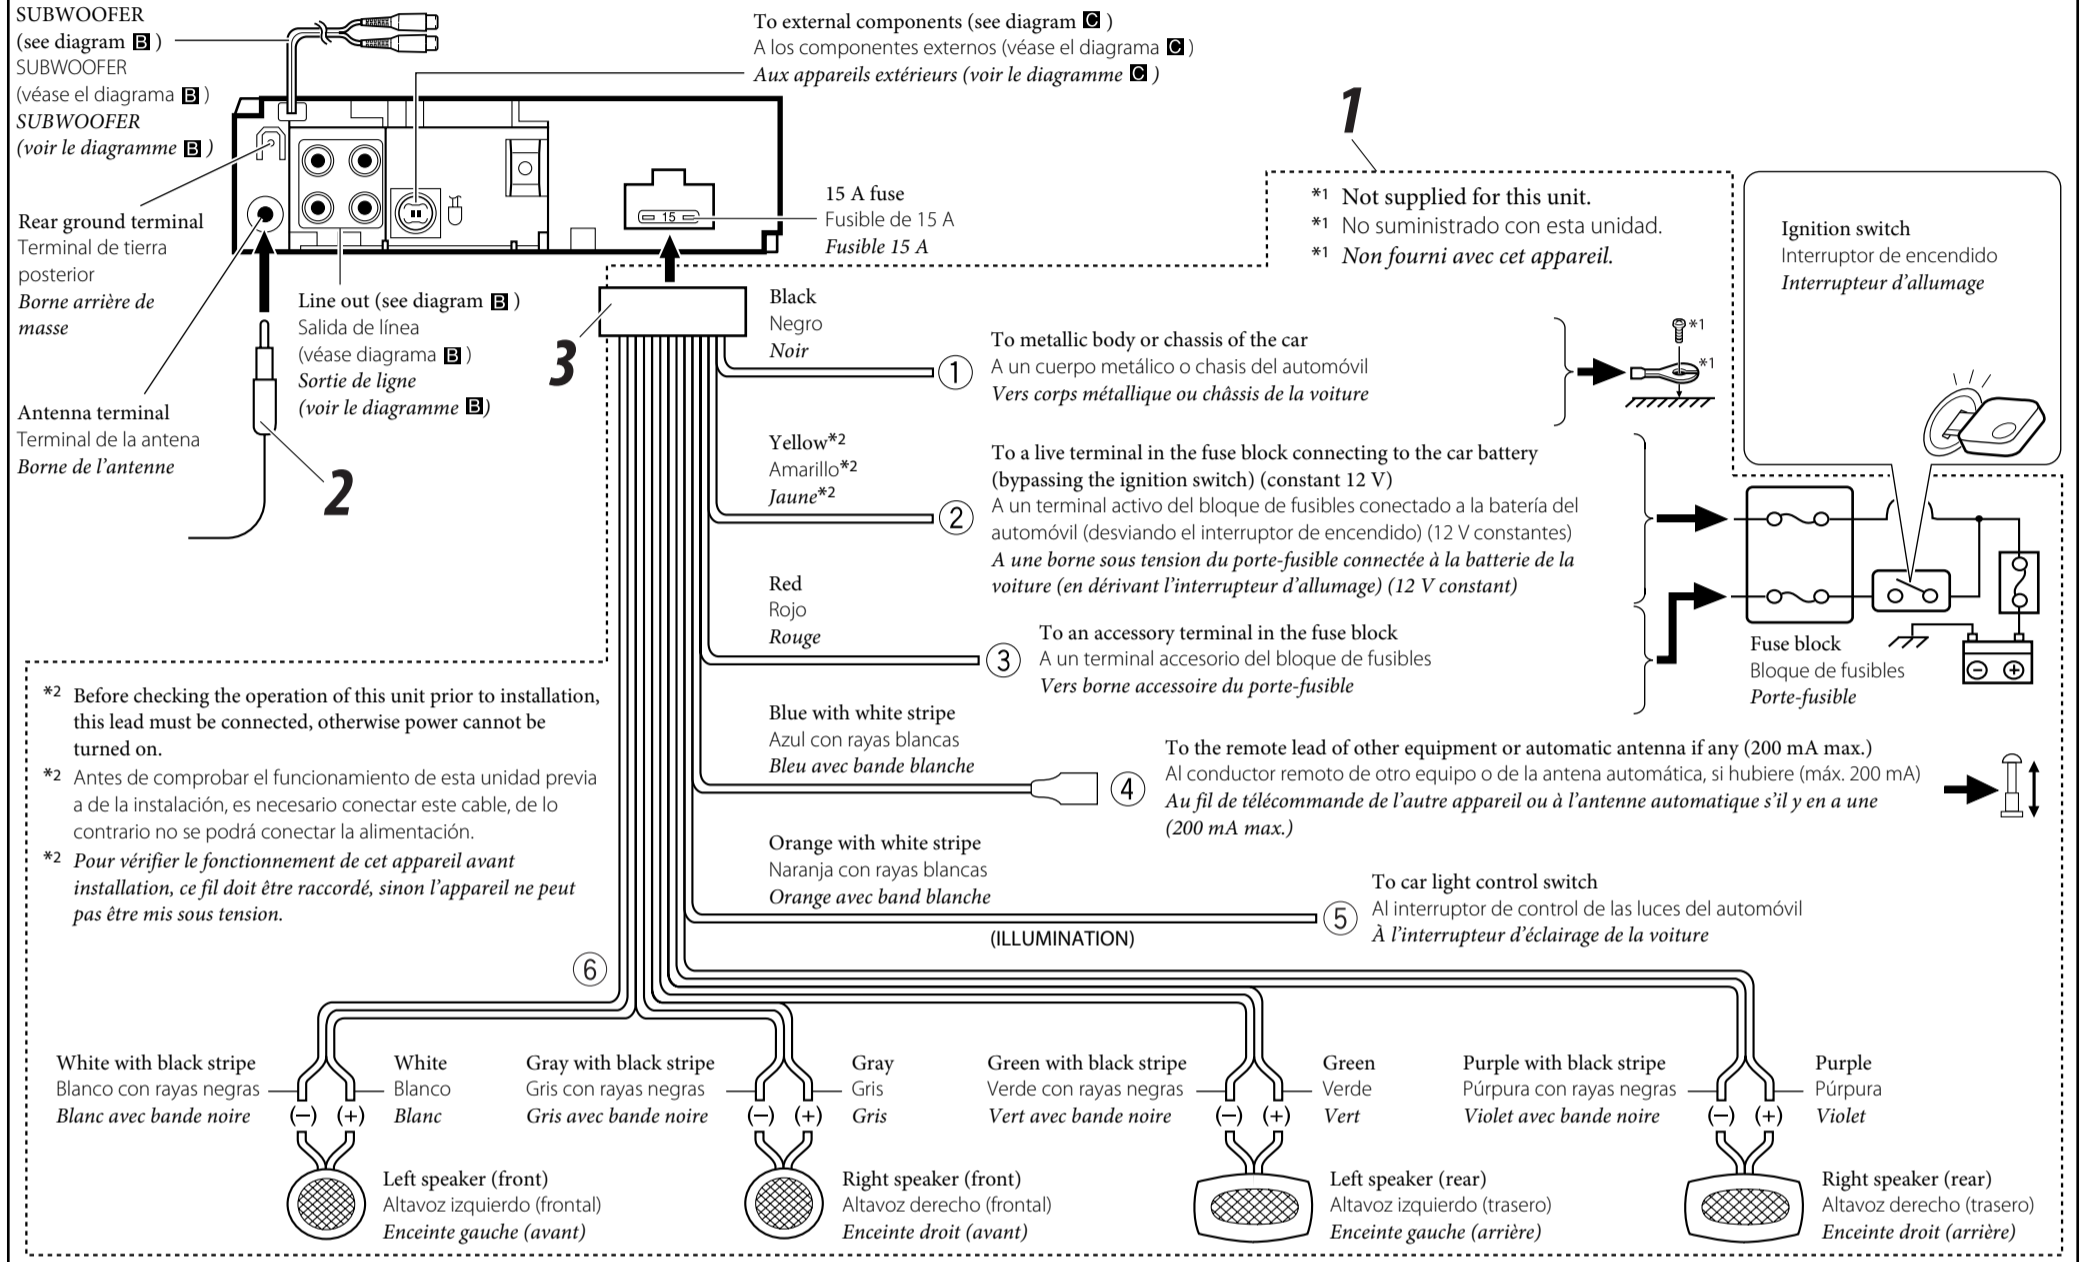 SUBWOOFER
(see diagram B )
SUBWOOFER
(véase el diagrama B )
SUBWOOFER
(voir le diagramme B )
To external components (see diagram C )
A los componentes externos (véase el diagrama C )
Aux appareils extérieurs (voir le diagramme C )
1
Rear ground terminal
Terminal de tierra
posterior
Borne arrière de
masse
15
15 A fuse
Fusible de 15 A
Fusible 15 A
*1 Not supplied for this unit.
*1 No suministrado con esta unidad.
*1 Non fourni avec cet appareil.
Ignition switch
Interruptor de encendido
Interrupteur d'allumage
Line out (see diagram B )
Salida de línea
(véase diagrama B )
Sortie de ligne
(voir le diagramme B)
Antenna terminal
Terminal de la antena
Borne de l'antenne
2
3
Black
Negro
Noir
1
To metallic body or chassis of the car
A un cuerpo metálico o chasis del automóvil
Vers corps métallique ou châssis de la voiture
*1
*1
Yellow*2
Amarillo*2
Jaune*2
2
To a live terminal in the fuse block connecting to the car battery
(bypassing the ignition switch) (constant 12 V)
A un terminal activo del bloque de fusibles conectado a la batería del
automóvil (desviando el interruptor de encendido) (12 V constantes)
A une borne sous tension du porte-fusible connectée à la batterie de la
voiture (en dérivant l'interrupteur d'allumage) (12 V constant)
Red
Rojo
Rouge
3
To an accessory terminal in the fuse block
A un terminal accesorio del bloque de fusibles
Vers borne accessoire du porte-fusible
Fuse block
Bloque de fusibles
Porte-fusible
− +
*2 Before checking the operation of this unit prior to installation,
this lead must be connected, otherwise power cannot be
turned on.
*2 Antes de comprobar el funcionamiento de esta unidad previa
a de la instalación, es necesario conectar este cable, de lo
contrario no se podrá conectar la alimentación.
*2 Pour vérifier le fonctionnement de cet appareil avant
installation, ce fil doit être raccordé, sinon l'appareil ne peut
pas être mis sous tension.
Blue with white stripe
Azul con rayas blancas
Bleu avec bande blanche
4
To the remote lead of other equipment or automatic antenna if any (200 mA max.)
Al conductor remoto de otro equipo o de la antena automática, si hubiere (máx. 200 mA)
Au fil de télécommande de l'autre appareil ou à l'antenne automatique s'il y en a une
(200 mA max.)
Orange with white stripe
Naranja con rayas blancas
Orange avec band blanche
(ILLUMINATION)
5
To car light control switch
Al interruptor de control de las luces del automóvil
À l'interrupteur d'éclairage de la voiture
6
White with black stripe
Blanco con rayas negras
Blanc avec bande noire
(−) (+)
White
Blanco
Blanc
Gray with black stripe
Gris con rayas negras
Gris avec bande noire
(−) (+)
Gray
Gris
Gris
Green with black stripe
Verde con rayas negras
Vert avec bande noire
(−) (+)
Green
Verde
Vert
Purple with black stripe
Púrpura con rayas negras
Violet avec bande noire
(−) (+)
Purple
Púrpura
Violet
Left speaker (front)
Altavoz izquierdo (frontal)
Enceinte gauche (avant)
Right speaker (front)
Altavoz derecho (frontal)
Enceinte droit (avant)
Left speaker (rear)
Altavoz izquierdo (trasero)
Enceinte gauche (arrière)
Right speaker (rear)
Altavoz derecho (trasero)
Enceinte droit (arrière)